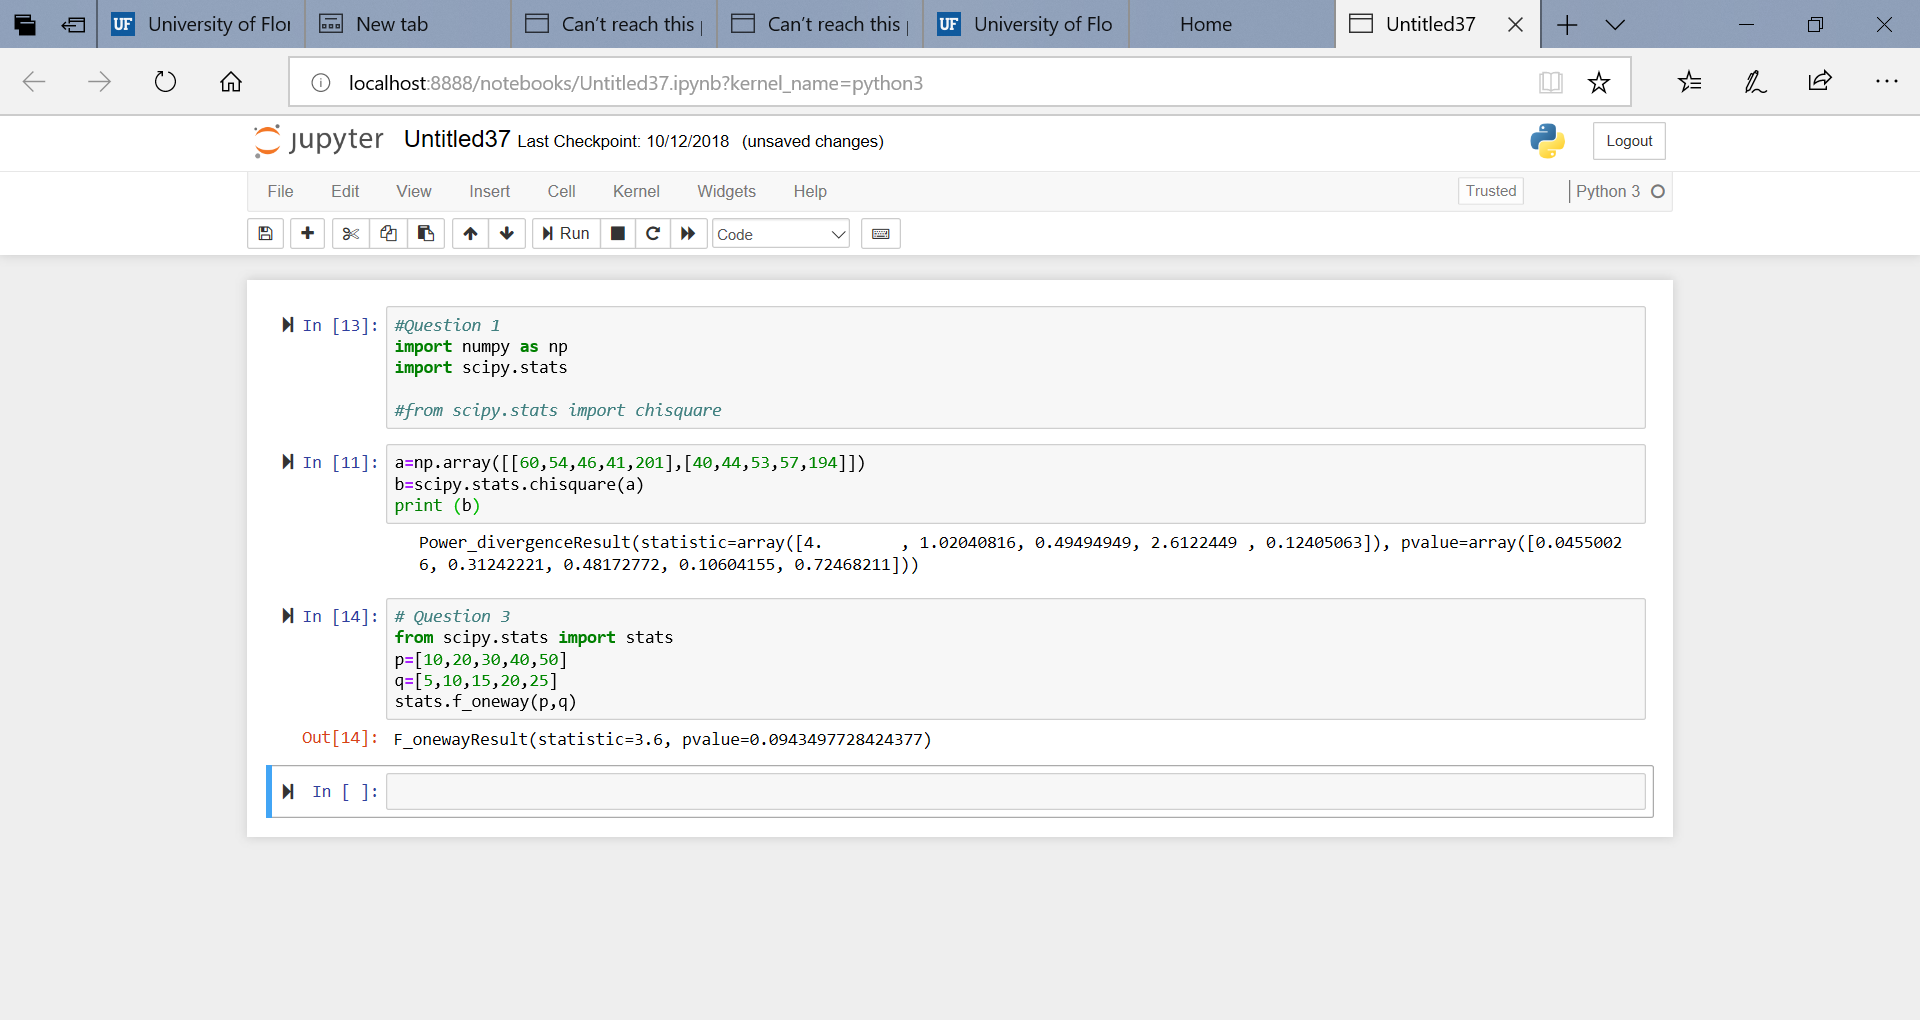 UF University of Flor
New tab
Can't reach this p
Can't reach this p
UF University of Flo
Home
Untitled37
localhost:8888/notebooks/Untitled37.ipynb?kernel_name=python3
jupyter Untitled37 Last Checkpoint: 10/12/2018 (unsaved changes)
Logout
File Edit View Insert Cell Kernel Widgets Help
Trusted
Python 3
Run
Code
In [13]:
#Question 1
import numpy as np
import scipy.stats
#from scipy.stats import chisquare
In [11]:
a=np.array([[60,54,46,41,201],[40,44,53,57,194]])
b=scipy.stats.chisquare(a)
print (b)
Power_divergenceResult(statistic=array([4.        , 1.02040816, 0.49494949, 2.6122449 , 0.12405063]), pvalue=array([0.0455002
6, 0.31242221, 0.48172772, 0.10604155, 0.72468211]))
In [14]:
# Question 3
from scipy.stats import stats
p=[10,20,30,40,50]
q=[5,10,15,20,25]
stats.f_oneway(p,q)
Out[14]: F_onewayResult(statistic=3.6, pvalue=0.0943497728424377)
In [ ]: